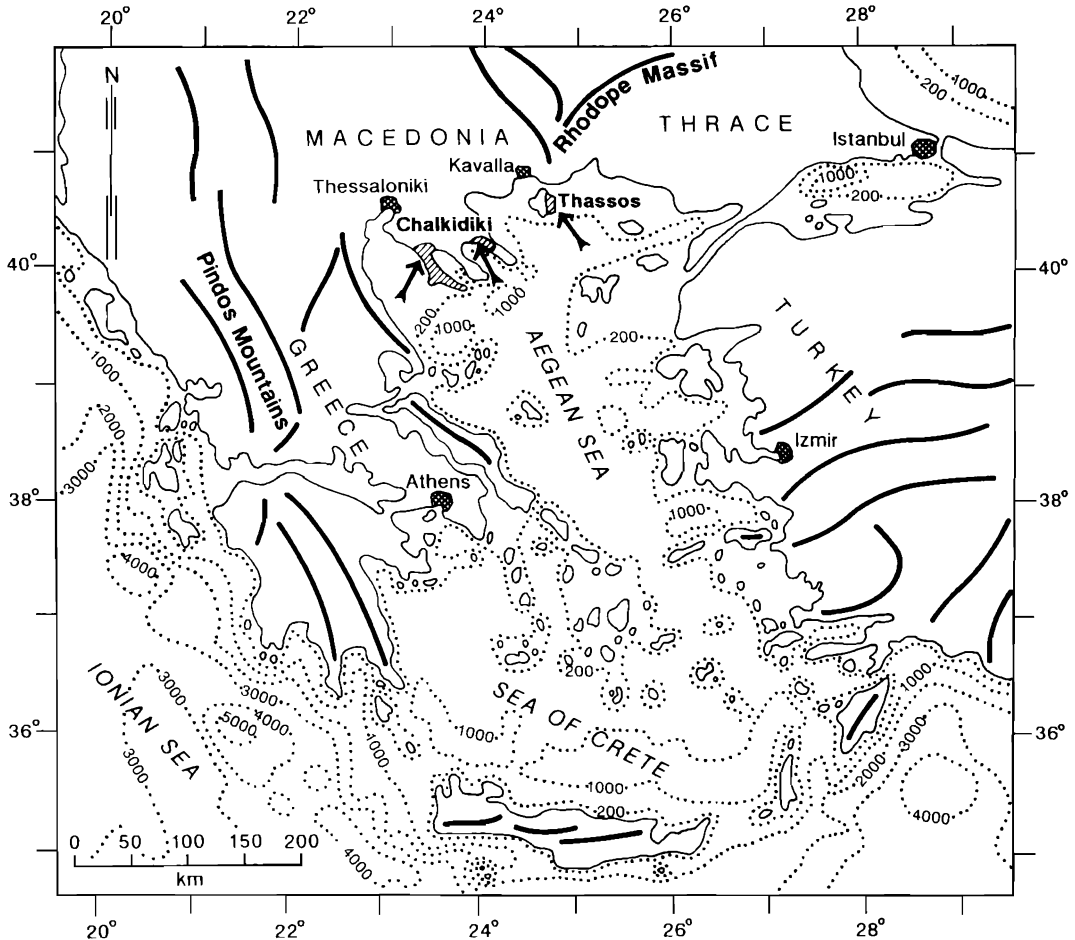 20°
22°
24°
26°
28°
N
1000
200
Rhodope Massif
MACEDONIA
THRACE
Istanbul
Kavalla
1000
200
Thessaloniki
Thassos
Chalkidiki
40°
40°
Pindos Mountains
GREECE
1000
200
1000
1000
200
AEGEAN SEA
TURKEY
1000
2000
3000
Izmir
Athens
38°
38°
1000
4000
200
IONIAN SEA
3000
3000
4000
5000
3000
1000
4000
SEA OF CRETE
1000
1000
200
1000
3000
2000
4000
36°
36°
0 50 100 150 200
km
20°
22°
24°
26°
28°